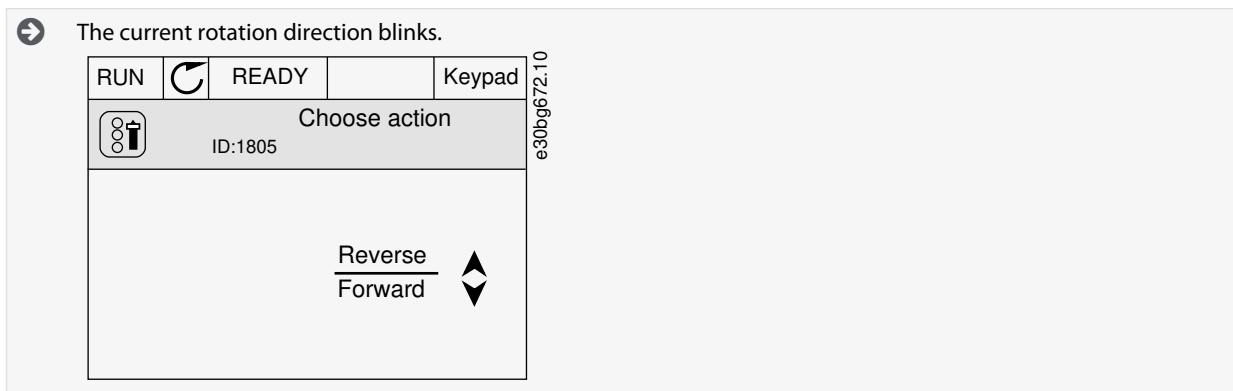 The current rotation direction blinks.
RUN READY Keypad
Choose action
ID:1805
Reverse
Forward
e30bg672.10